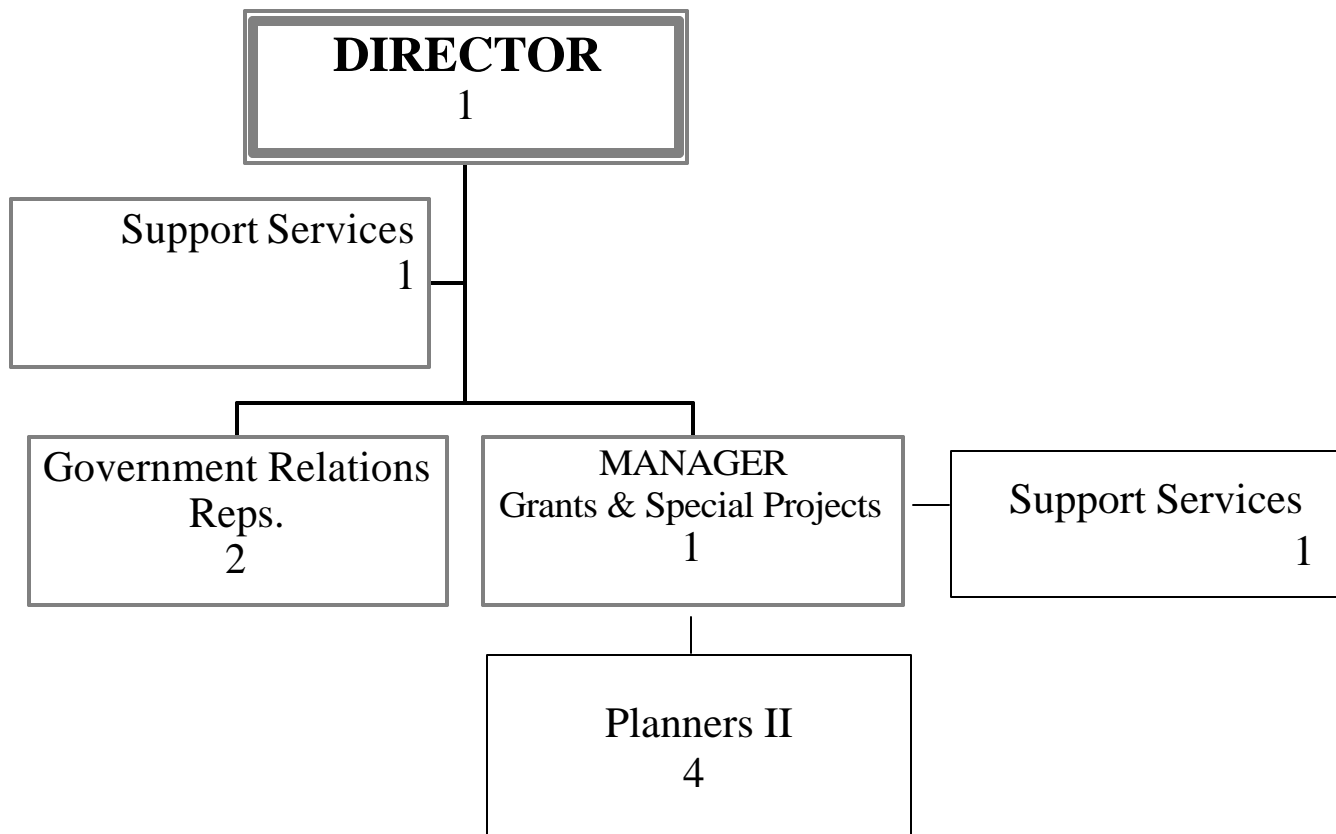 DIRECTOR
1
Support Services
1
Government Relations
Reps.
2
MANAGER
Grants & Special Projects
1
Support Services
1
Planners II
4